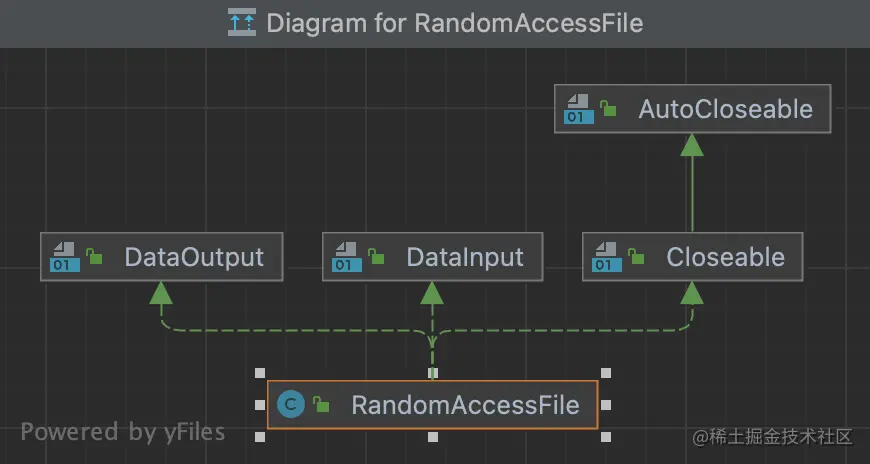 Diagram for RandomAccessFile
01 AutoCloseable
01 DataOutput
01 DataInput
01 Closeable
C RandomAccessFile
Powered by yFiles
@稀土掘金技术社区